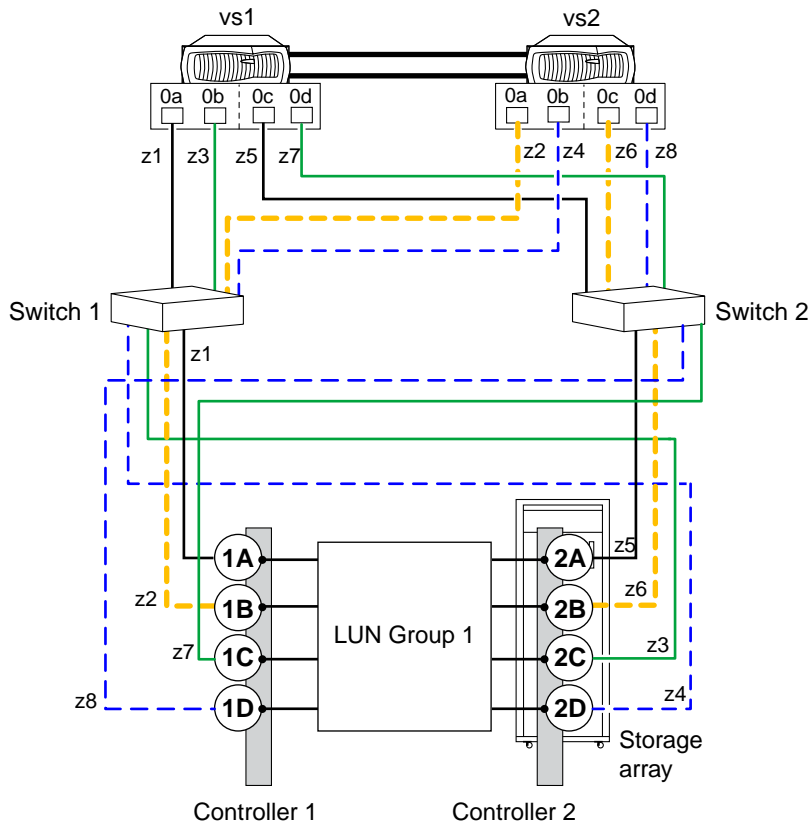 vs1 vs2
0a 0b 0c 0d 0a 0b 0c 0d
z1 z3 z5 z7 z2 z4 z6 z8
Switch 1 Switch 2
z1
1A 2A z5
z2 1B LUN Group 1 2B z6
z7 1C 2C z3
z8 1D 2D z4
Storage
array
Controller 1 Controller 2